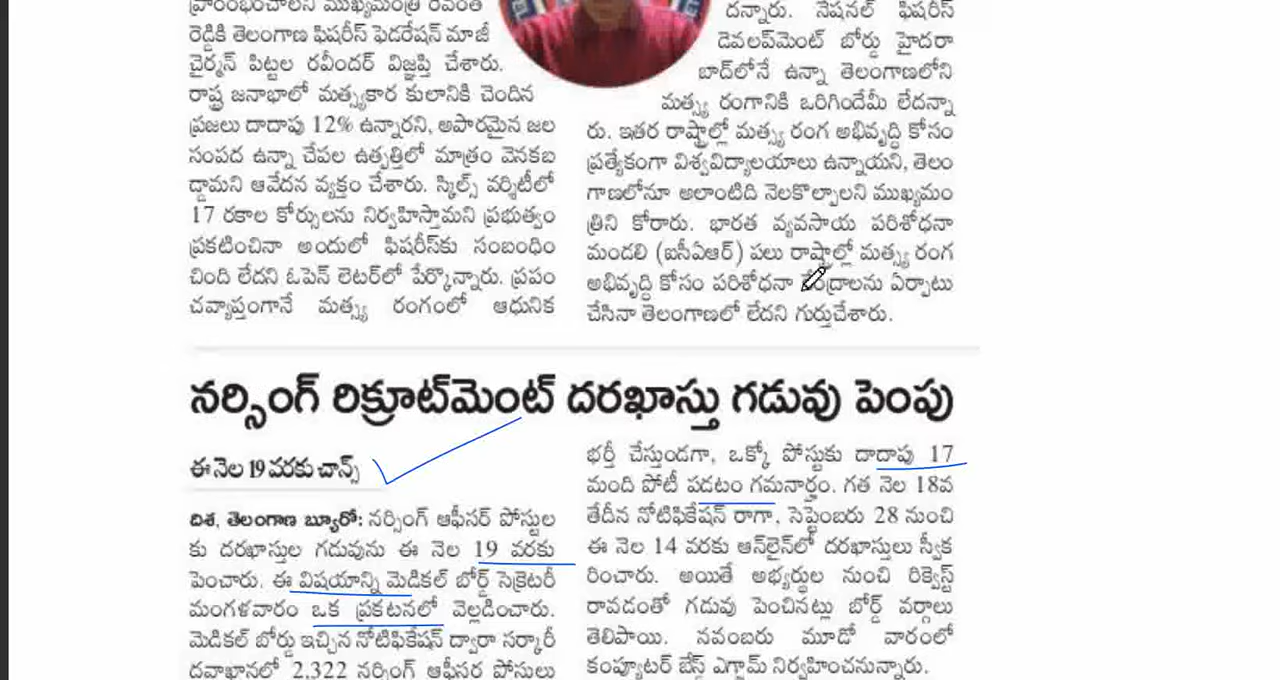 ప్రారంభించాలని ముఖ్యమంత్రి రేవంత్
రెడ్డికి తెలంగాణ ఫిషరీస్ ఫెడరేషన్ మాజీ
చైర్మన్ పిట్టల రవీందర్ విజ్ఞప్తి చేశారు.
రాష్ట్ర జనాభాలో మత్స్యకార కులానికి చెందిన
ప్రజలు దాదాపు 12% ఉన్నారని, అపారమైన జల
సంపద ఉన్నా చేపల ఉత్పత్తిలో మాత్రం వెనకబ
డ్డామని ఆవేదన వ్యక్తం చేశారు. స్కిల్స్ వర్శిటీలో
17 రకాల కోర్సులను నిర్వహిస్తామని ప్రభుత్వం
ప్రకటించినా అందులో ఫిషరీస్‌కు సంబంధిం
చింది లేదని ఓపెన్ లెటర్‌లో పేర్కొన్నారు. ప్రపం
చవ్యాప్తంగానే మత్స్య రంగంలో ఆధునిక
దన్నారు. నేషనల్ ఫిషరీస్
డెవలప్‌మెంట్ బోర్డు హైదరా
బాద్‌లోనే ఉన్నా తెలంగాణలోని
మత్స్య రంగానికి ఒరిగిందేమీ లేదన్నా
రు. ఇతర రాష్ట్రాల్లో మత్స్య రంగ అభివృద్ధి కోసం
ప్రత్యేకంగా విశ్వవిద్యాలయాలు ఉన్నాయని, తెలం
గాణలోనూ అలాంటిది నెలకొల్పాలని ముఖ్యమం
త్రిని కోరారు. భారత వ్యవసాయ పరిశోధనా
మండలి (ఐసీఏఆర్) పలు రాష్ట్రాల్లో మత్స్య రంగ
అభివృద్ధి కోసం పరిశోధనా కేంద్రాలను ఏర్పాటు
చేసినా తెలంగాణలో లేదని గుర్తుచేశారు.
నర్సింగ్ రిక్రూట్‌మెంట్ దరఖాస్తు గడువు పెంపు
ఈ నెల 19 వరకు చాన్స్
దిశ, తెలంగాణ బ్యూరో: నర్సింగ్ ఆఫీసర్ పోస్టుల
కు దరఖాస్తుల గడువును ఈ నెల 19 వరకు
పెంచారు. ఈ విషయాన్ని మెడికల్ బోర్డ్ సెక్రెటరీ
మంగళవారం ఒక ప్రకటనలో వెల్లడించారు.
మెడికల్ బోర్డు ఇచ్చిన నోటిఫికేషన్ ద్వారా సర్కారీ
దవాఖానలో 2,322 నర్సింగ్ ఆఫీసర పోసులు
భర్తీ చేస్తుండగా, ఒక్కో పోస్టుకు దాదాపు 17
మంది పోటీ పడటం గమనార్హం. గత నెల 18వ
తేదీన నోటిఫికేషన్ రాగా, సెప్టెంబరు 28 నుంచి
ఈ నెల 14 వరకు ఆన్‌లైన్‌లో దరఖాస్తులు స్వీక
రించారు. అయితే అభ్యర్థుల నుంచి రిక్వెస్ట్
రావడంతో గడువు పెంచినట్లు బోర్డ్ వర్గాలు
తెలిపాయి. నవంబరు మూడో వారంలో
కంప్యూటర్ బేస్డ్ ఎగ్జామ్ నిర్వహించనున్నారు.